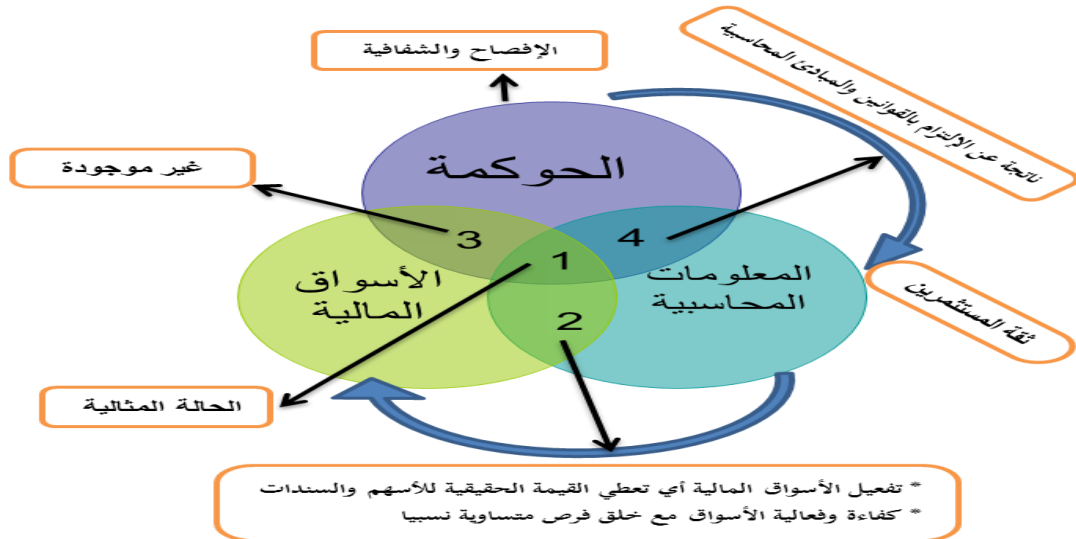 الإفصاح والشفافية
ناتجة عن الإلتزام بالقوانين والمبادئ المحاسبية
الحوكمة
غير موجودة
3
4
1
2
الأسواق
المالية
المعلومات
المحاسبية
ثقة المستثمرين
الحالة المثالية
* تفعيل الأسواق المالية أي تعطي القيمة الحقيقية للأسهم والسندات
* كفاءة وفعالية الأسواق مع خلق فرص متساوية نسبيا